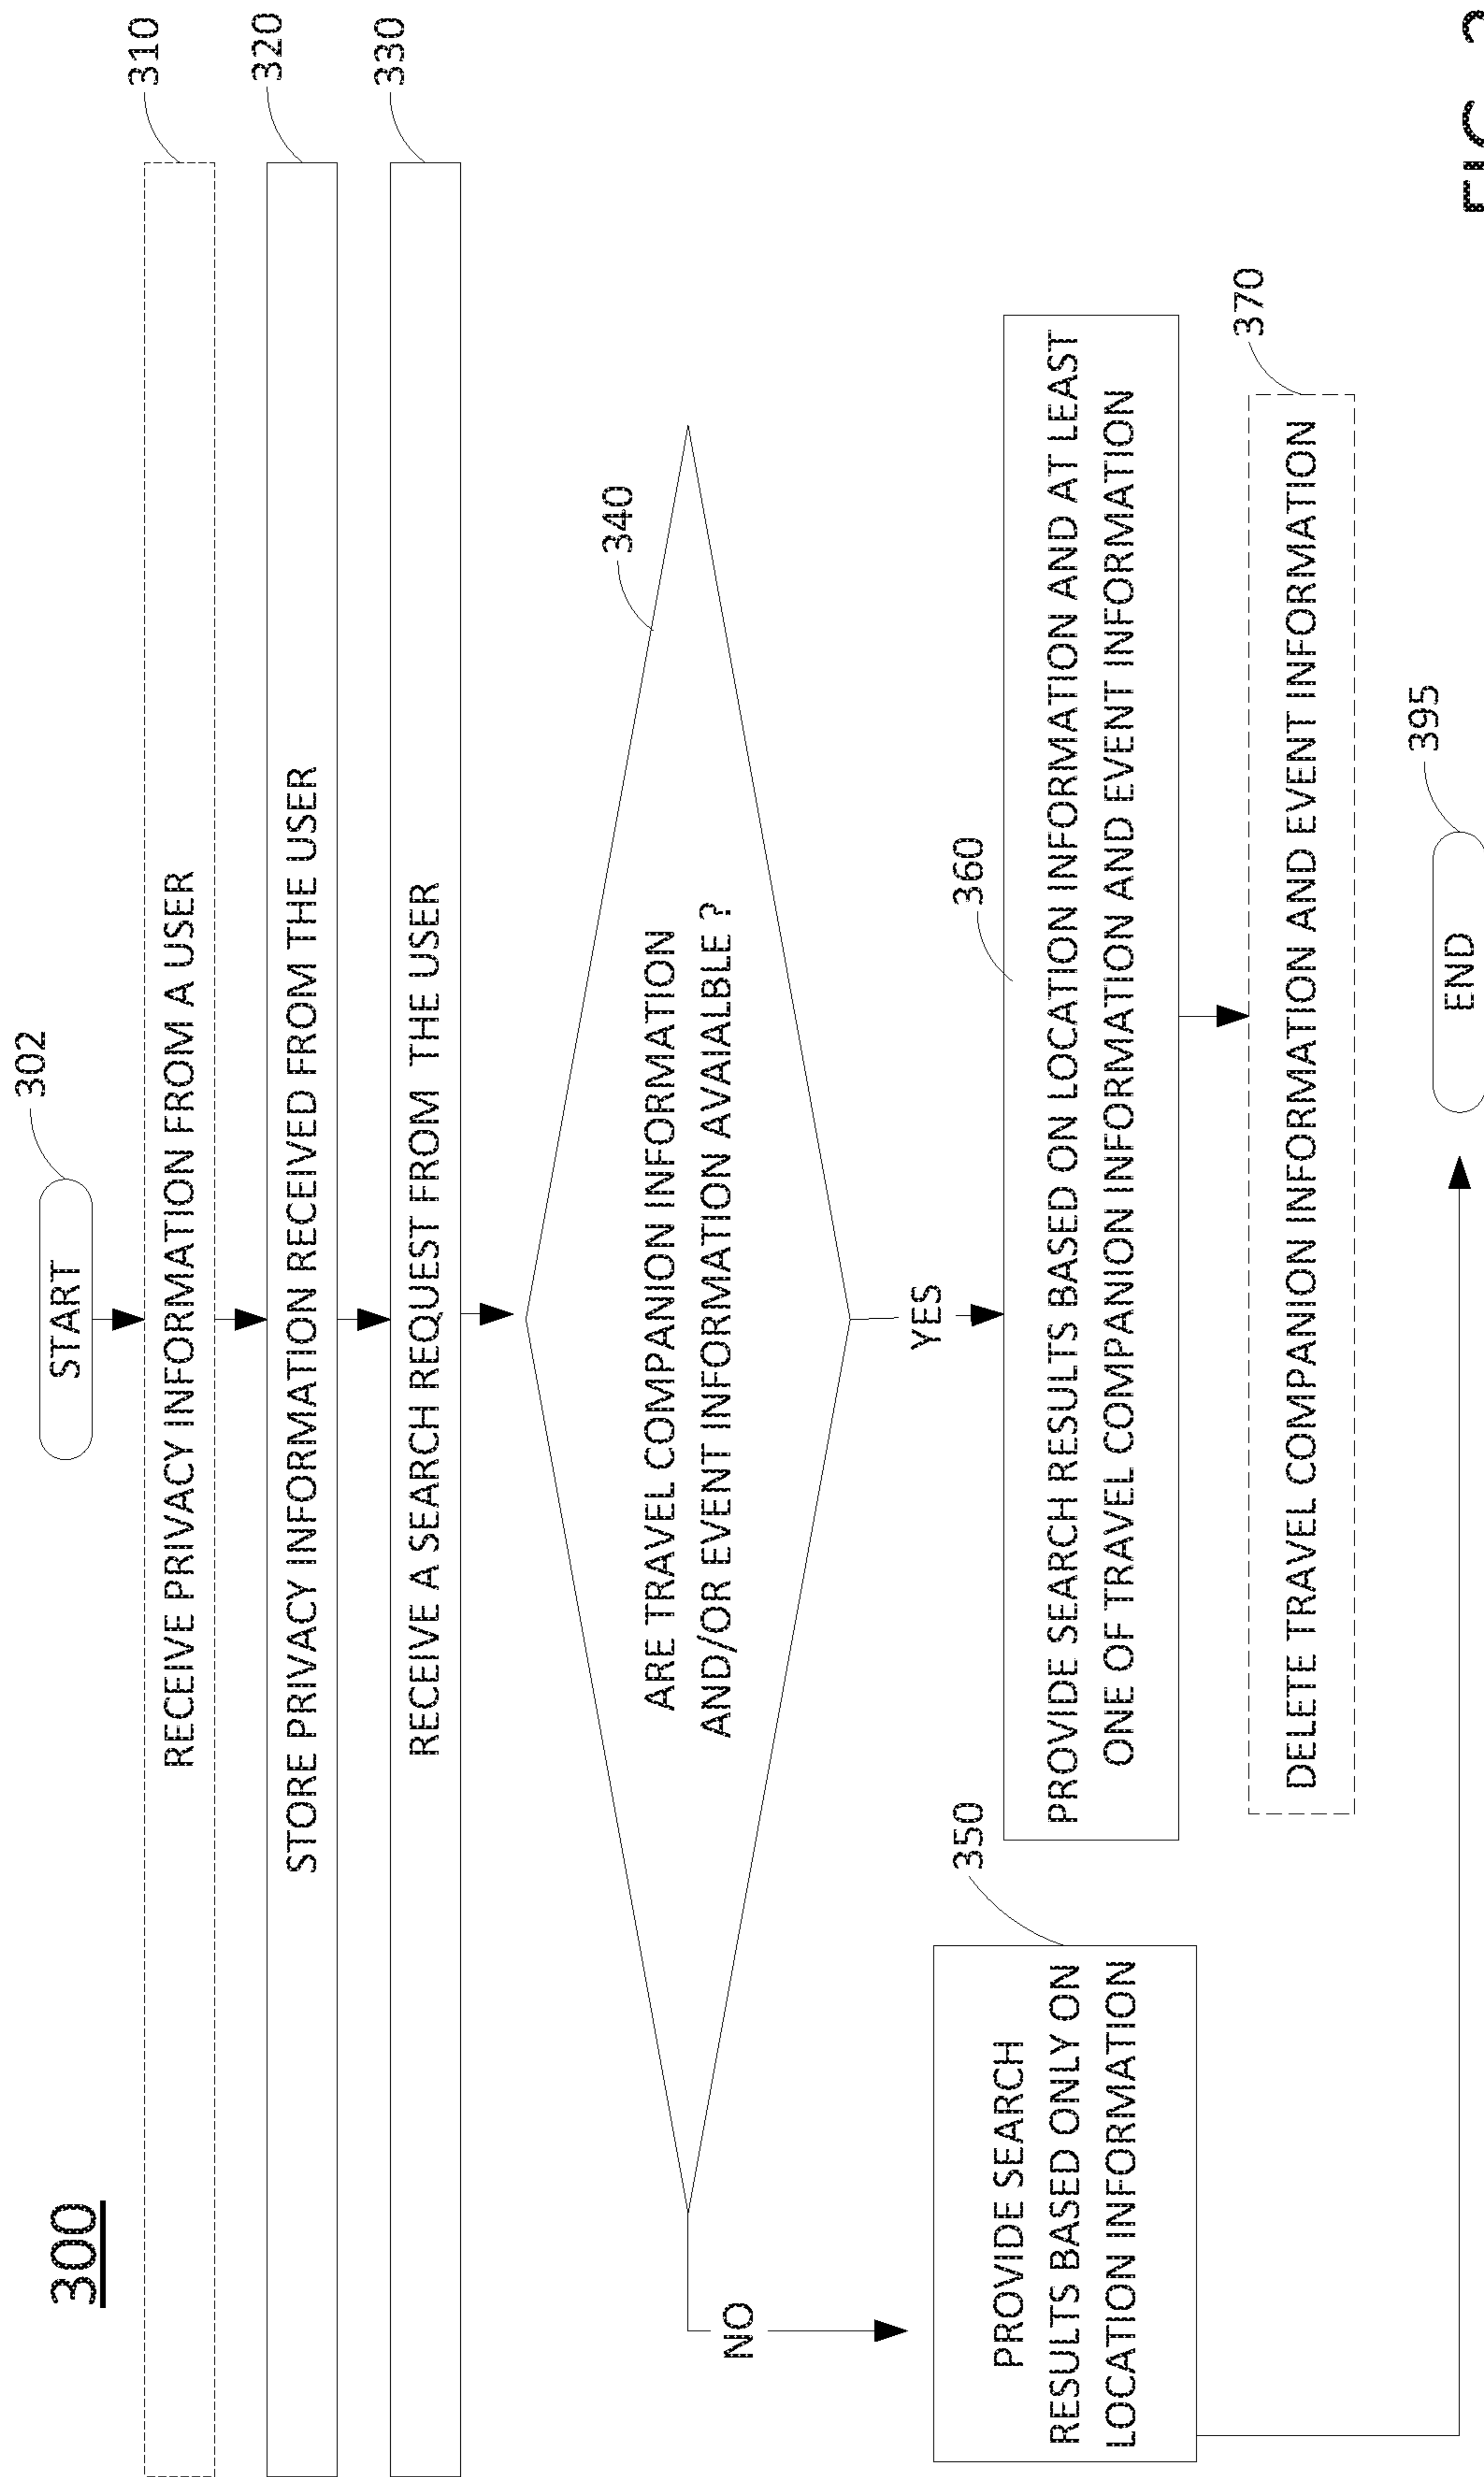 300
START
302
RECEIVE PRIVACY INFORMATION FROM A USER
310
STORE PRIVACY INFORMATION RECEIVED FROM THE USER
320
RECEIVE A SEARCH REQUEST FROM THE USER
330
ARE TRAVEL COMPANION INFORMATION
AND/OR EVENT INFORMATION AVAIALBLE ?
340
NO
YES
PROVIDE SEARCH
RESULTS BASED ONLY ON
LOCATION INFORMATION
350
PROVIDE SEARCH RESULTS BASED ON LOCATION INFORMATION AND AT LEAST
ONE OF TRAVEL COMPANION INFORMATION AND EVENT INFORMATION
360
DELETE TRAVEL COMPANION INFORMATION AND EVENT INFORMATION
370
END
395